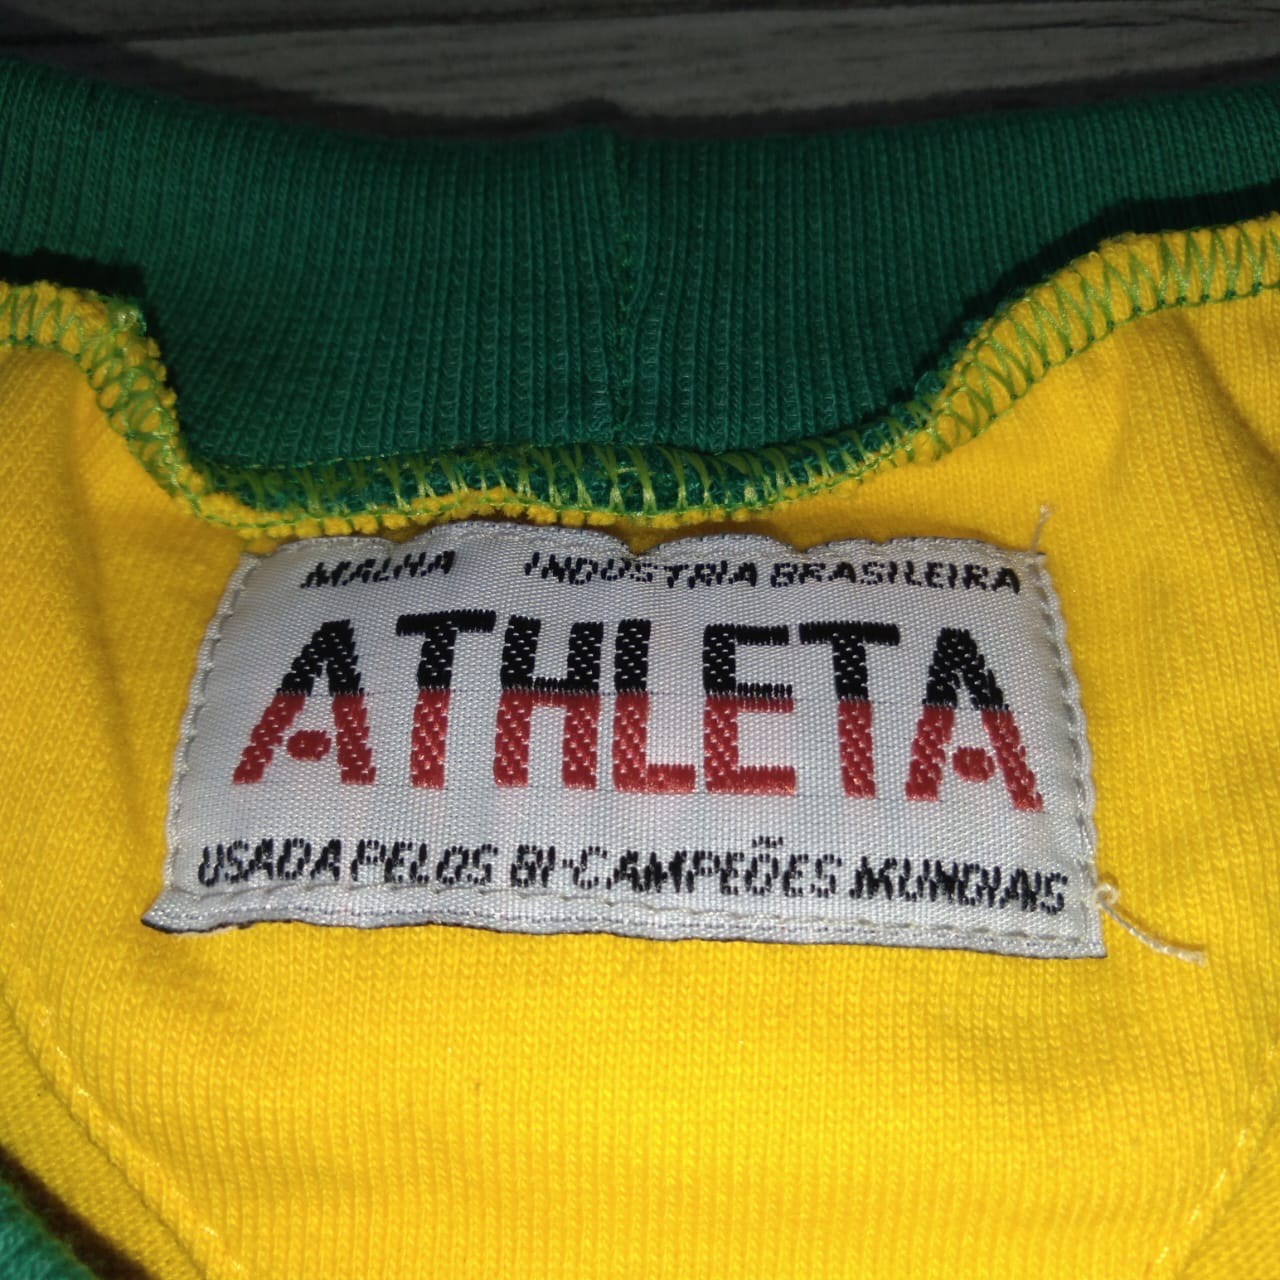 MALHA INDUSTRIA BRASILEIRA
ATHLETA
USADA PELOS BI-CAMPEÕES MUNDIAIS